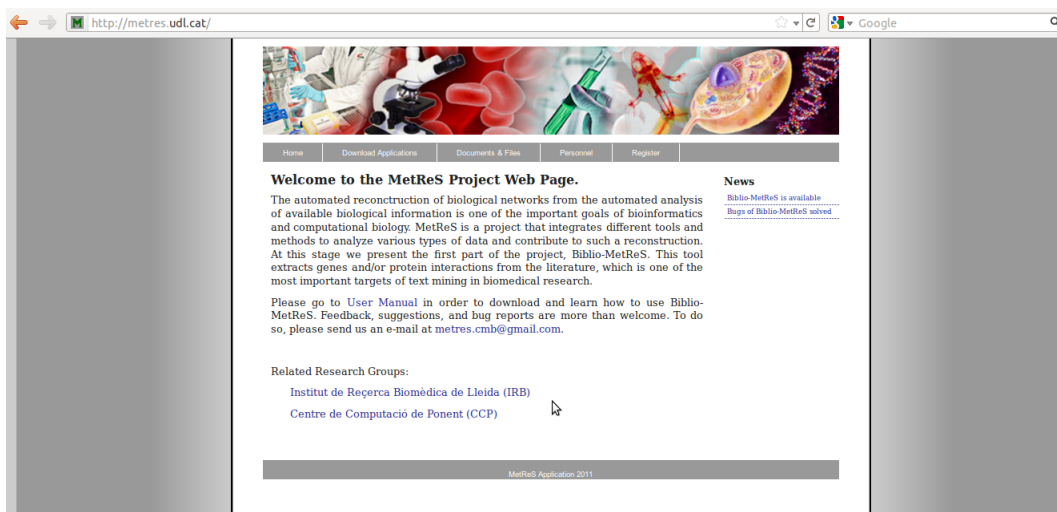 http://metres.udl.cat/
Google
Home Download Applications Documents & Files Personnel Register
Welcome to the MetReS Project Web Page.
The automated reconctruction of biological networks from the automated analysis
of available biological information is one of the important goals of bioinformatics
and computational biology. MetReS is a project that integrates different tools and
methods to analyze various types of data and contribute to such a reconstruction.
At this stage we present the first part of the project, Biblio-MetReS. This tool
extracts genes and/or protein interactions from the literature, which is one of the
most important targets of text mining in biomedical research.
Please go to User Manual in order to download and learn how to use Biblio-
MetReS. Feedback, suggestions, and bug reports are more than welcome. To do
so, please send us an e-mail at metres.cmb@gmail.com.
Related Research Groups:
Institut de Reçerca Biomèdica de Lleida (IRB)
Centre de Computació de Ponent (CCP)
News
Biblio-MetReS is available
Bugs of Biblio-MetReS solved
MetReS Application 2011